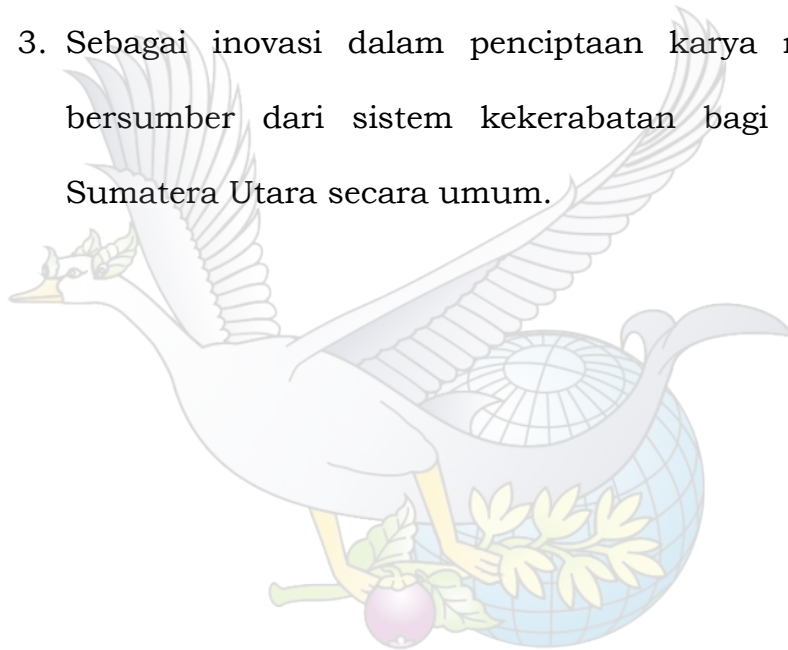 3. Sebagai inovasi dalam penciptaan karya
bersumber dari sistem kekerabatan bagi
Sumatera Utara secara umum.